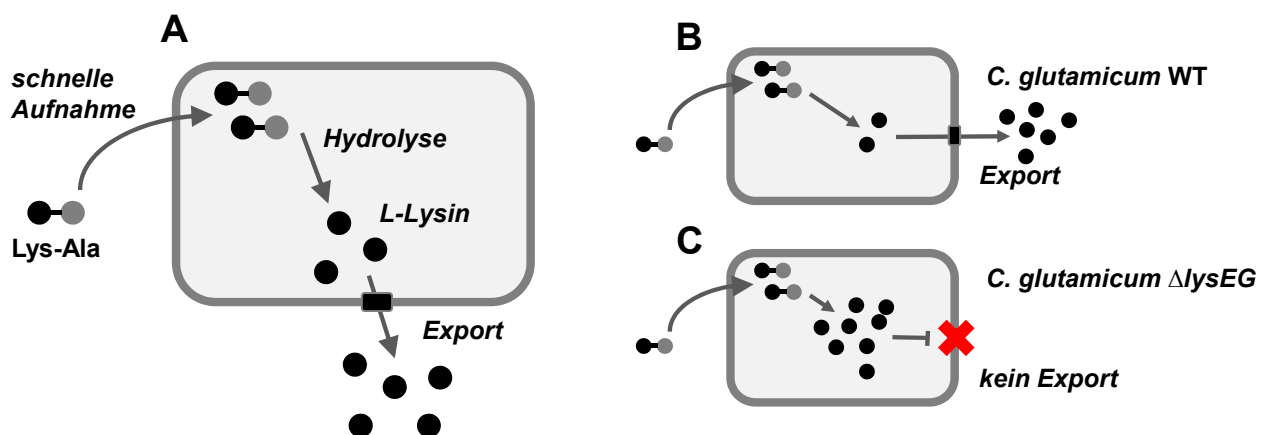 A
schnelle
Aufnahme
Hydrolyse
L-Lysin
Lys-Ala
Export
B
C. glutamicum WT
Export
C
C. glutamicum ΔlysEG
kein Export